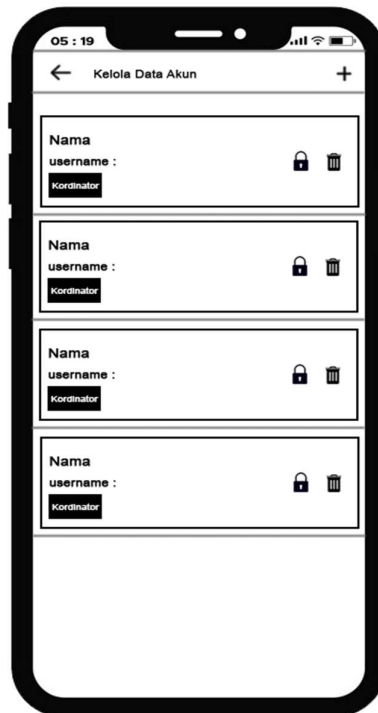 05 : 19
Kelola Data Akun
Nama
username :
Kordinator
Nama
username :
Kordinator
Nama
username :
Kordinator
Nama
username :
Kordinator